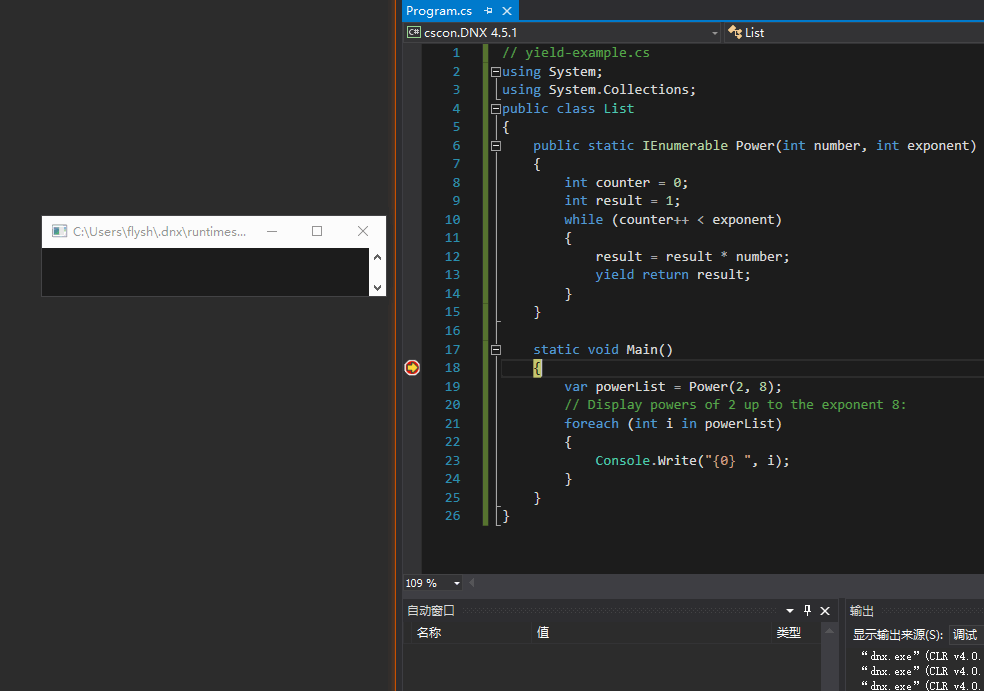 Program.cs
C# cscon.DNX 4.5.1
List
C:\Users\flysh\.dnx\runtimes...
1 // yield-example.cs
2 using System;
3 using System.Collections;
4 public class List
5 {
6 public static IEnumerable Power(int number, int exponent)
7 {
8 int counter = 0;
9 int result = 1;
10 while (counter++ < exponent)
11 {
12 result = result * number;
13 yield return result;
14 }
15 }
16
17 static void Main()
18 {
19 var powerList = Power(2, 8);
20 // Display powers of 2 up to the exponent 8:
21 foreach (int i in powerList)
22 {
23 Console.Write("{0} ", i);
24 }
25 }
26 }
109 %
自动窗口
名称 值 类型
输出
显示输出来源(S): 调试
“dnx.exe”(CLR v4.0.
“dnx.exe”(CLR v4.0.
“dnx.exe”(CLR v4.0.